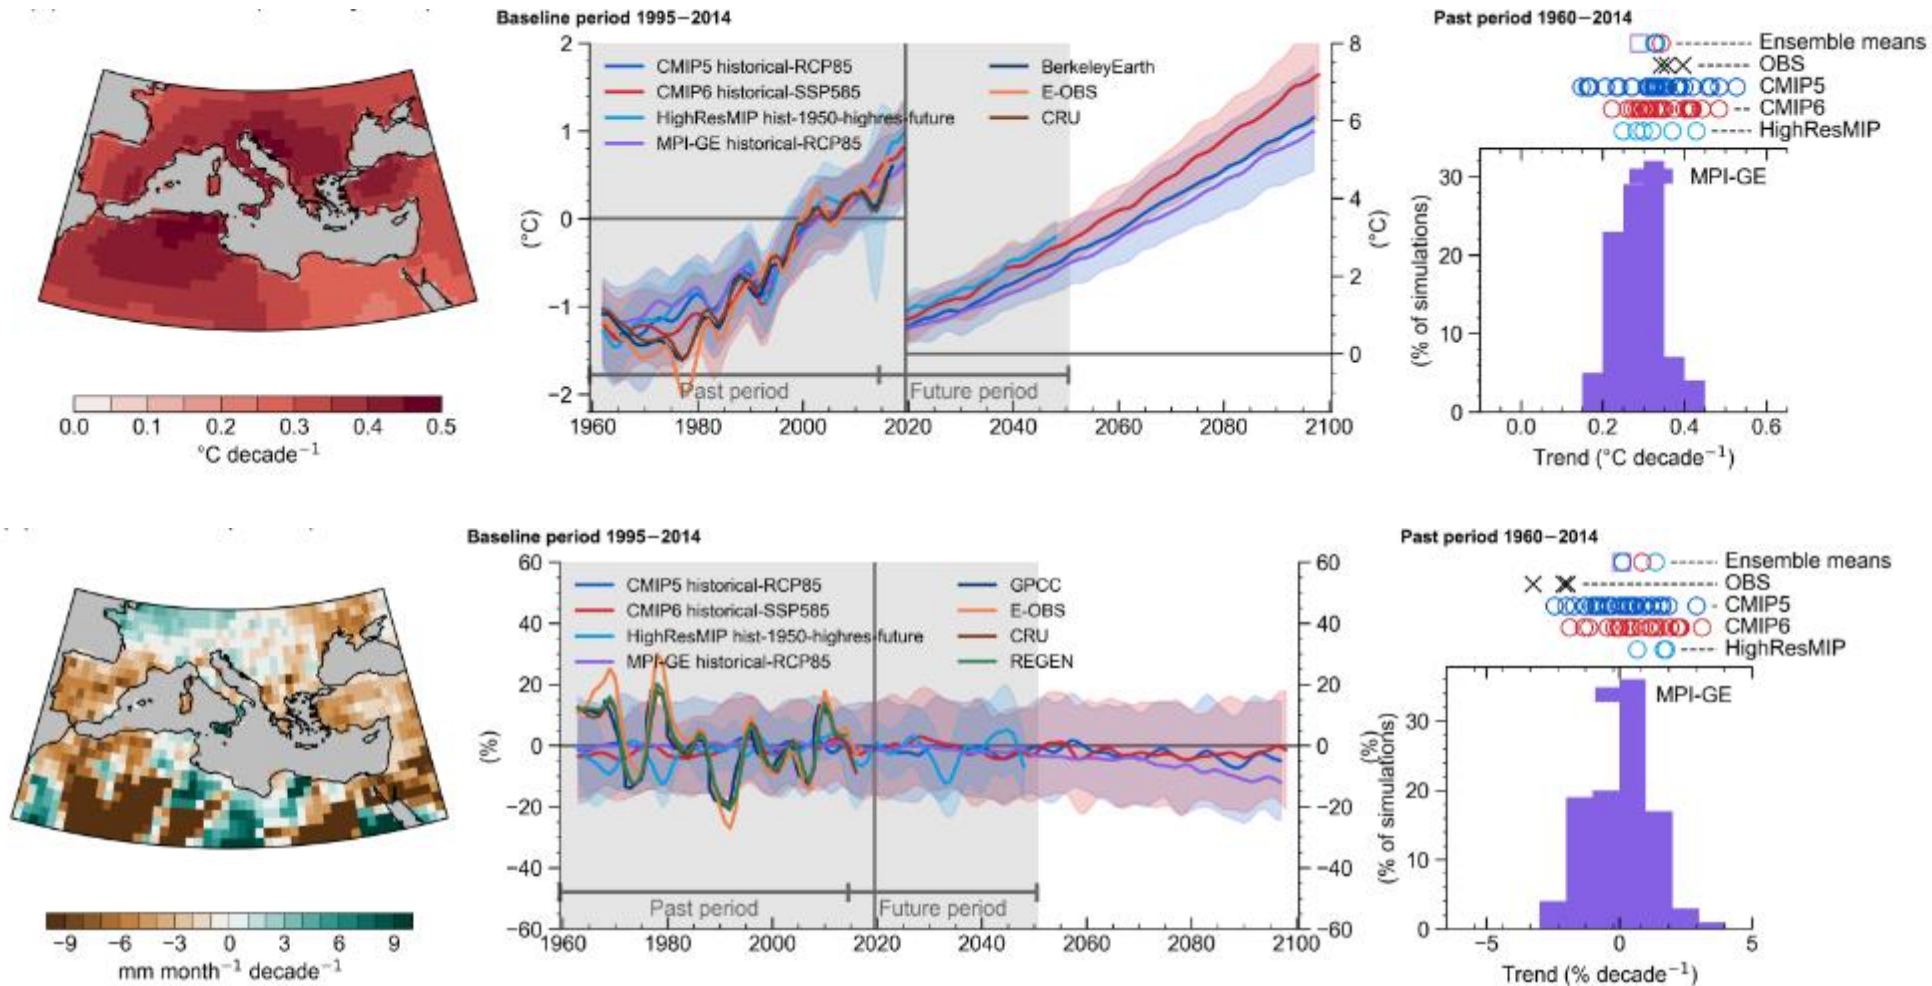 Baseline period 1995−2014
Past period 1960−2014
2
1
0
−1
−2
(°C)
CMIP5 historical-RCP85
CMIP6 historical-SSP585
HighResMIP hist-1950-highres-future
MPI-GE historical-RCP85
BerkeleyEarth
E-OBS
CRU
8
6
4
2
0
(°C)
Past period
Future period
1960 1980 2000 2020 2040 2060 2080 2100
0.0 0.1 0.2 0.3 0.4 0.5
°C decade⁻¹
Ensemble means
OBS
CMIP5
CMIP6
HighResMIP
MPI-GE
30
20
10
0
(% of simulations)
0.0 0.2 0.4 0.6
Trend (°C decade⁻¹)
Baseline period 1995−2014
Past period 1960−2014
60
40
20
0
−20
−40
−60
(%)
CMIP5 historical-RCP85
CMIP6 historical-SSP585
HighResMIP hist-1950-highres-future
MPI-GE historical-RCP85
GPCC
E-OBS
CRU
REGEN
60
40
20
0
−20
−40
−60
(%)
Past period
Future period
1960 1980 2000 2020 2040 2060 2080 2100
−9 −6 −3 0 3 6 9
mm month⁻¹ decade⁻¹
Ensemble means
OBS
CMIP5
CMIP6
HighResMIP
MPI-GE
30
20
10
0
(% of simulations)
−5 0 5
Trend (% decade⁻¹)